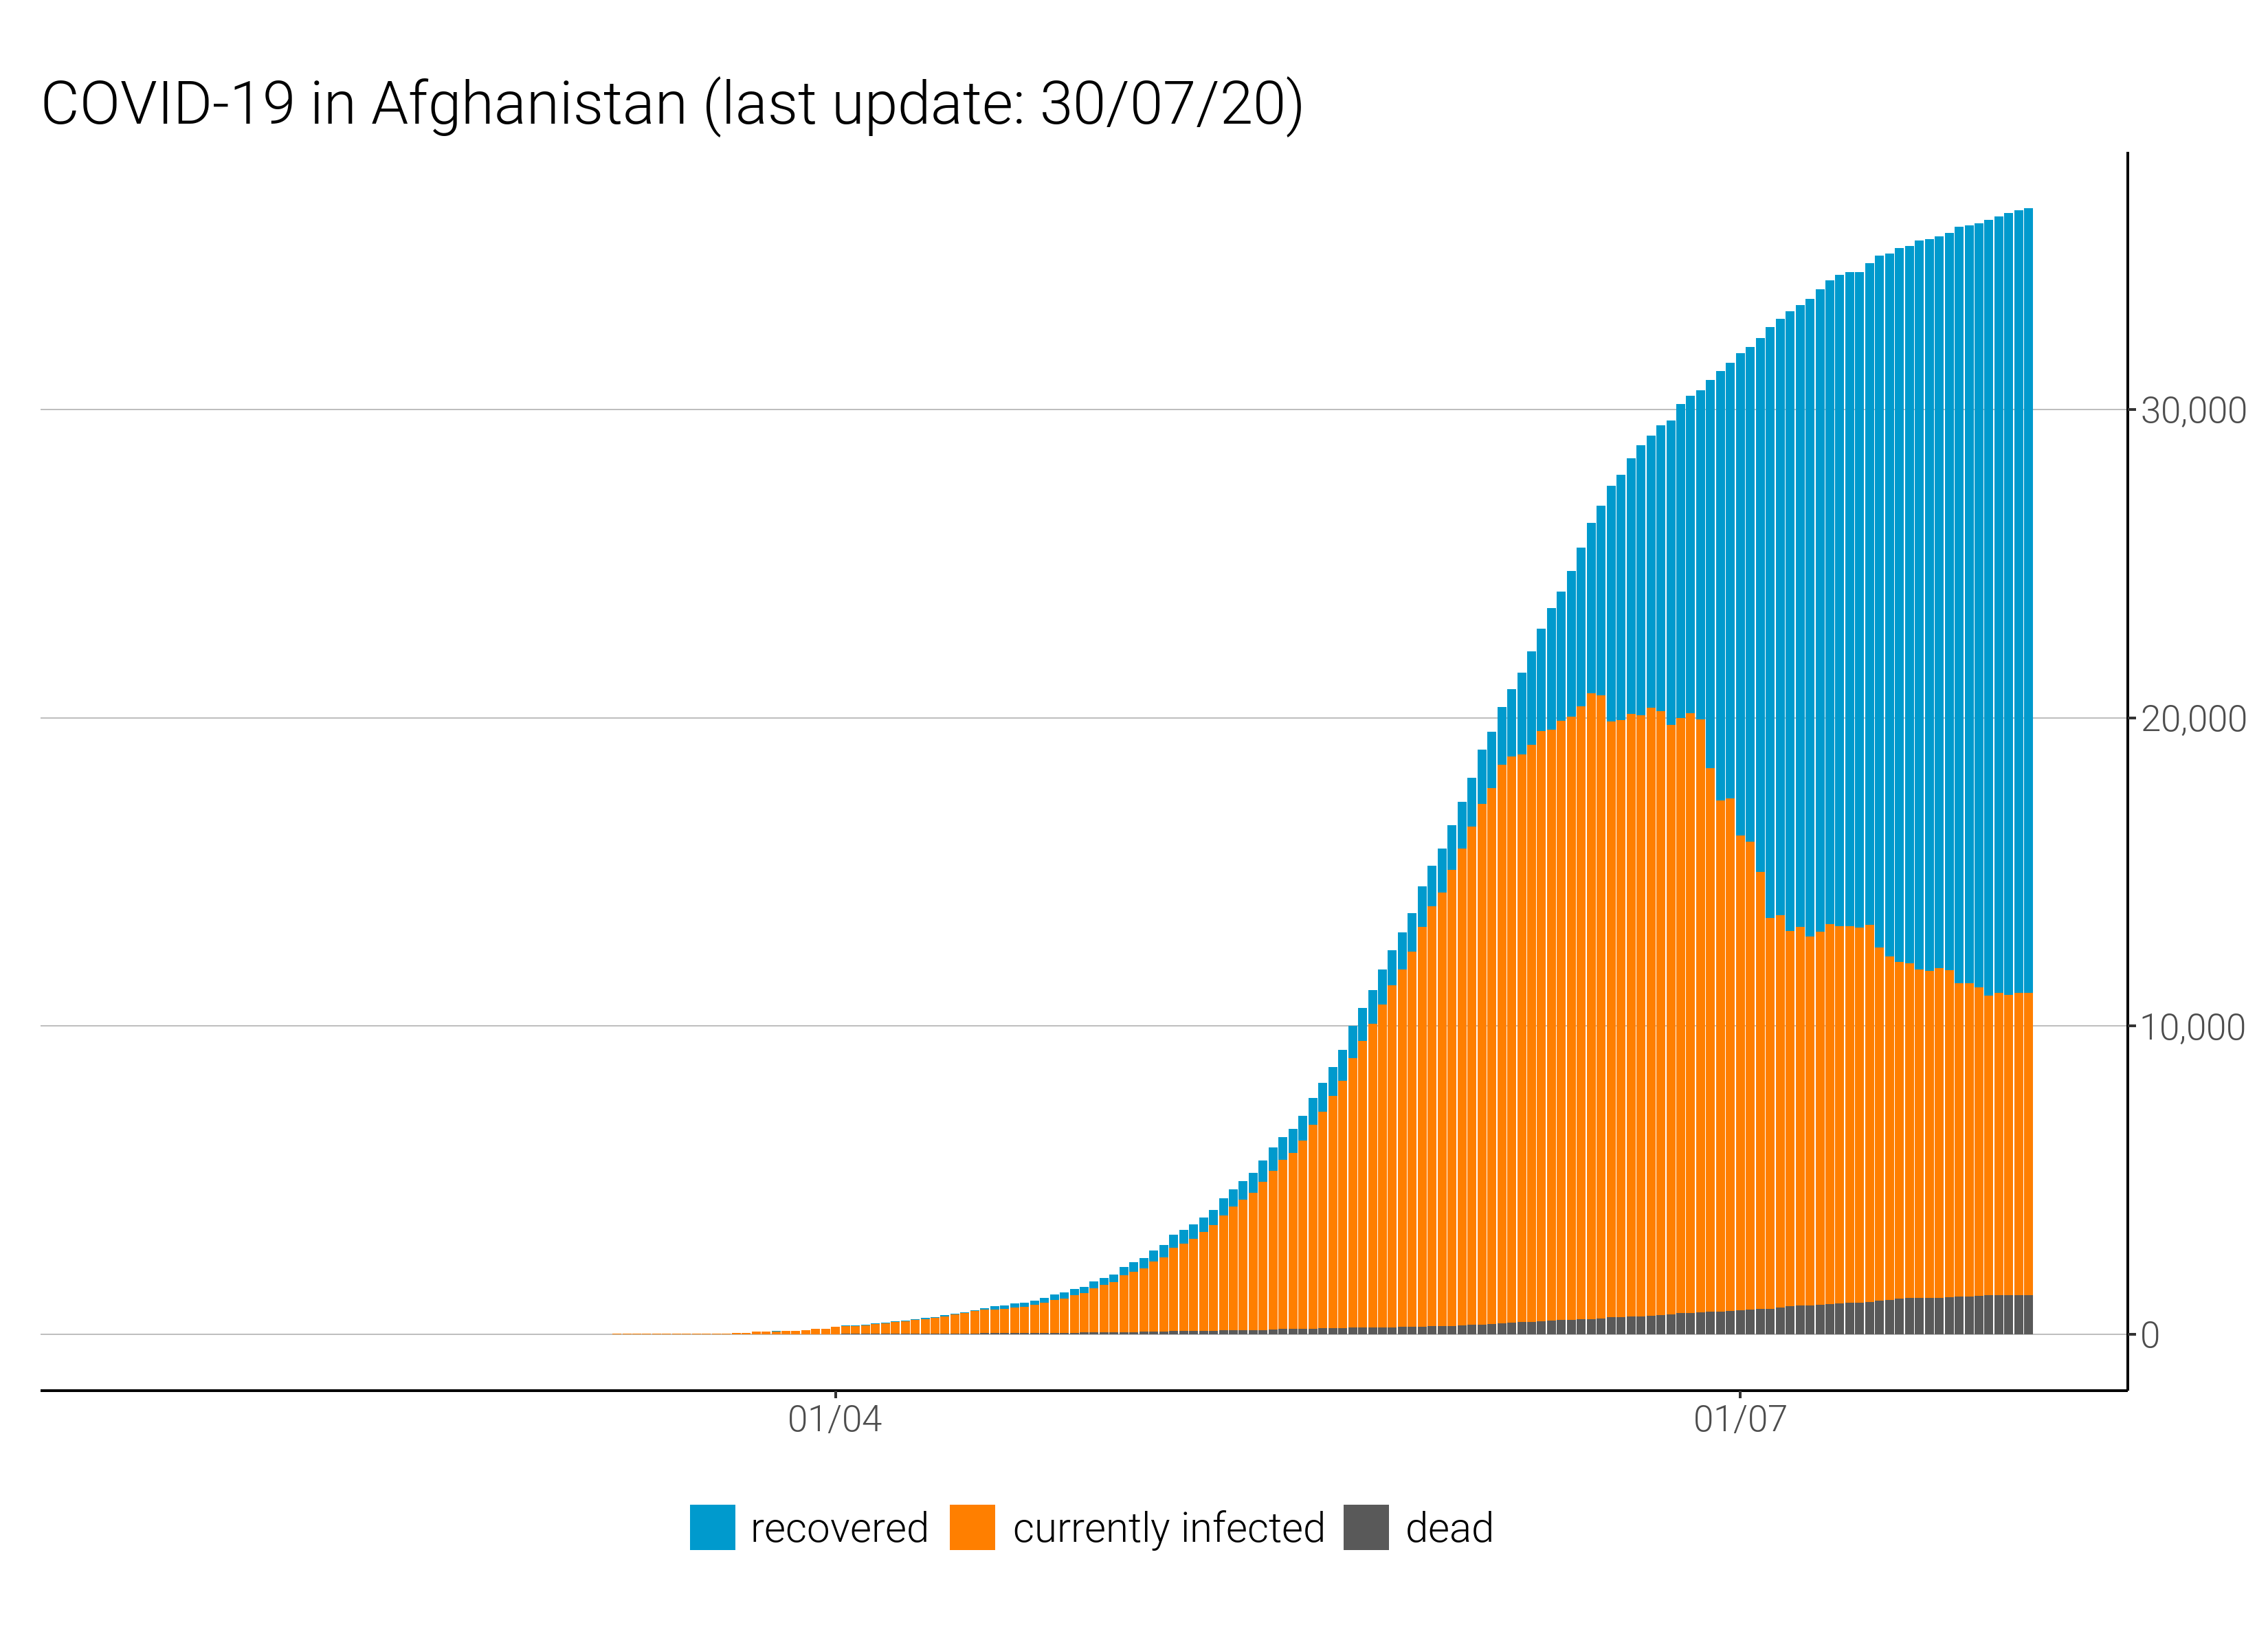 COVID-19 in Afghanistan (last update: 30/07/20)
30,000
20,000
10,000
0
01/04 01/07
recovered currently infected dead